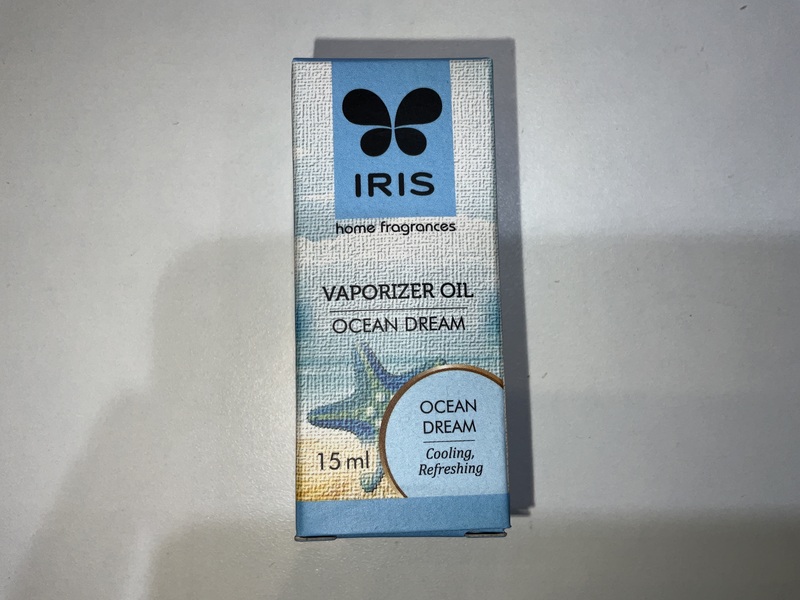 IRIS
home fragrances
VAPORIZER OIL
OCEAN DREAM
OCEAN
DREAM
Cooling,
Refreshing
15 ml